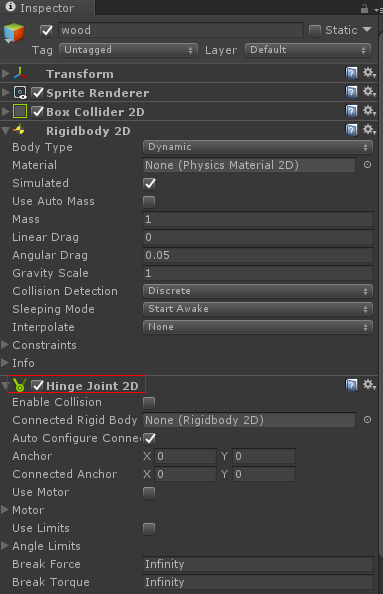 Inspector
wood Static
Tag Untagged Layer Default
Transform
Sprite Renderer
Box Collider 2D
Rigidbody 2D
Body Type Dynamic
Material None (Physics Material 2D)
Simulated
Use Auto Mass
Mass 1
Linear Drag 0
Angular Drag 0.05
Gravity Scale 1
Collision Detection Discrete
Sleeping Mode Start Awake
Interpolate None
Constraints
Info
Hinge Joint 2D
Enable Collision
Connected Rigid Body None (Rigidbody 2D)
Auto Configure Connec
Anchor X 0 Y 0
Connected Anchor X 0 Y 0
Use Motor
Motor
Use Limits
Angle Limits
Break Force Infinity
Break Torque Infinity